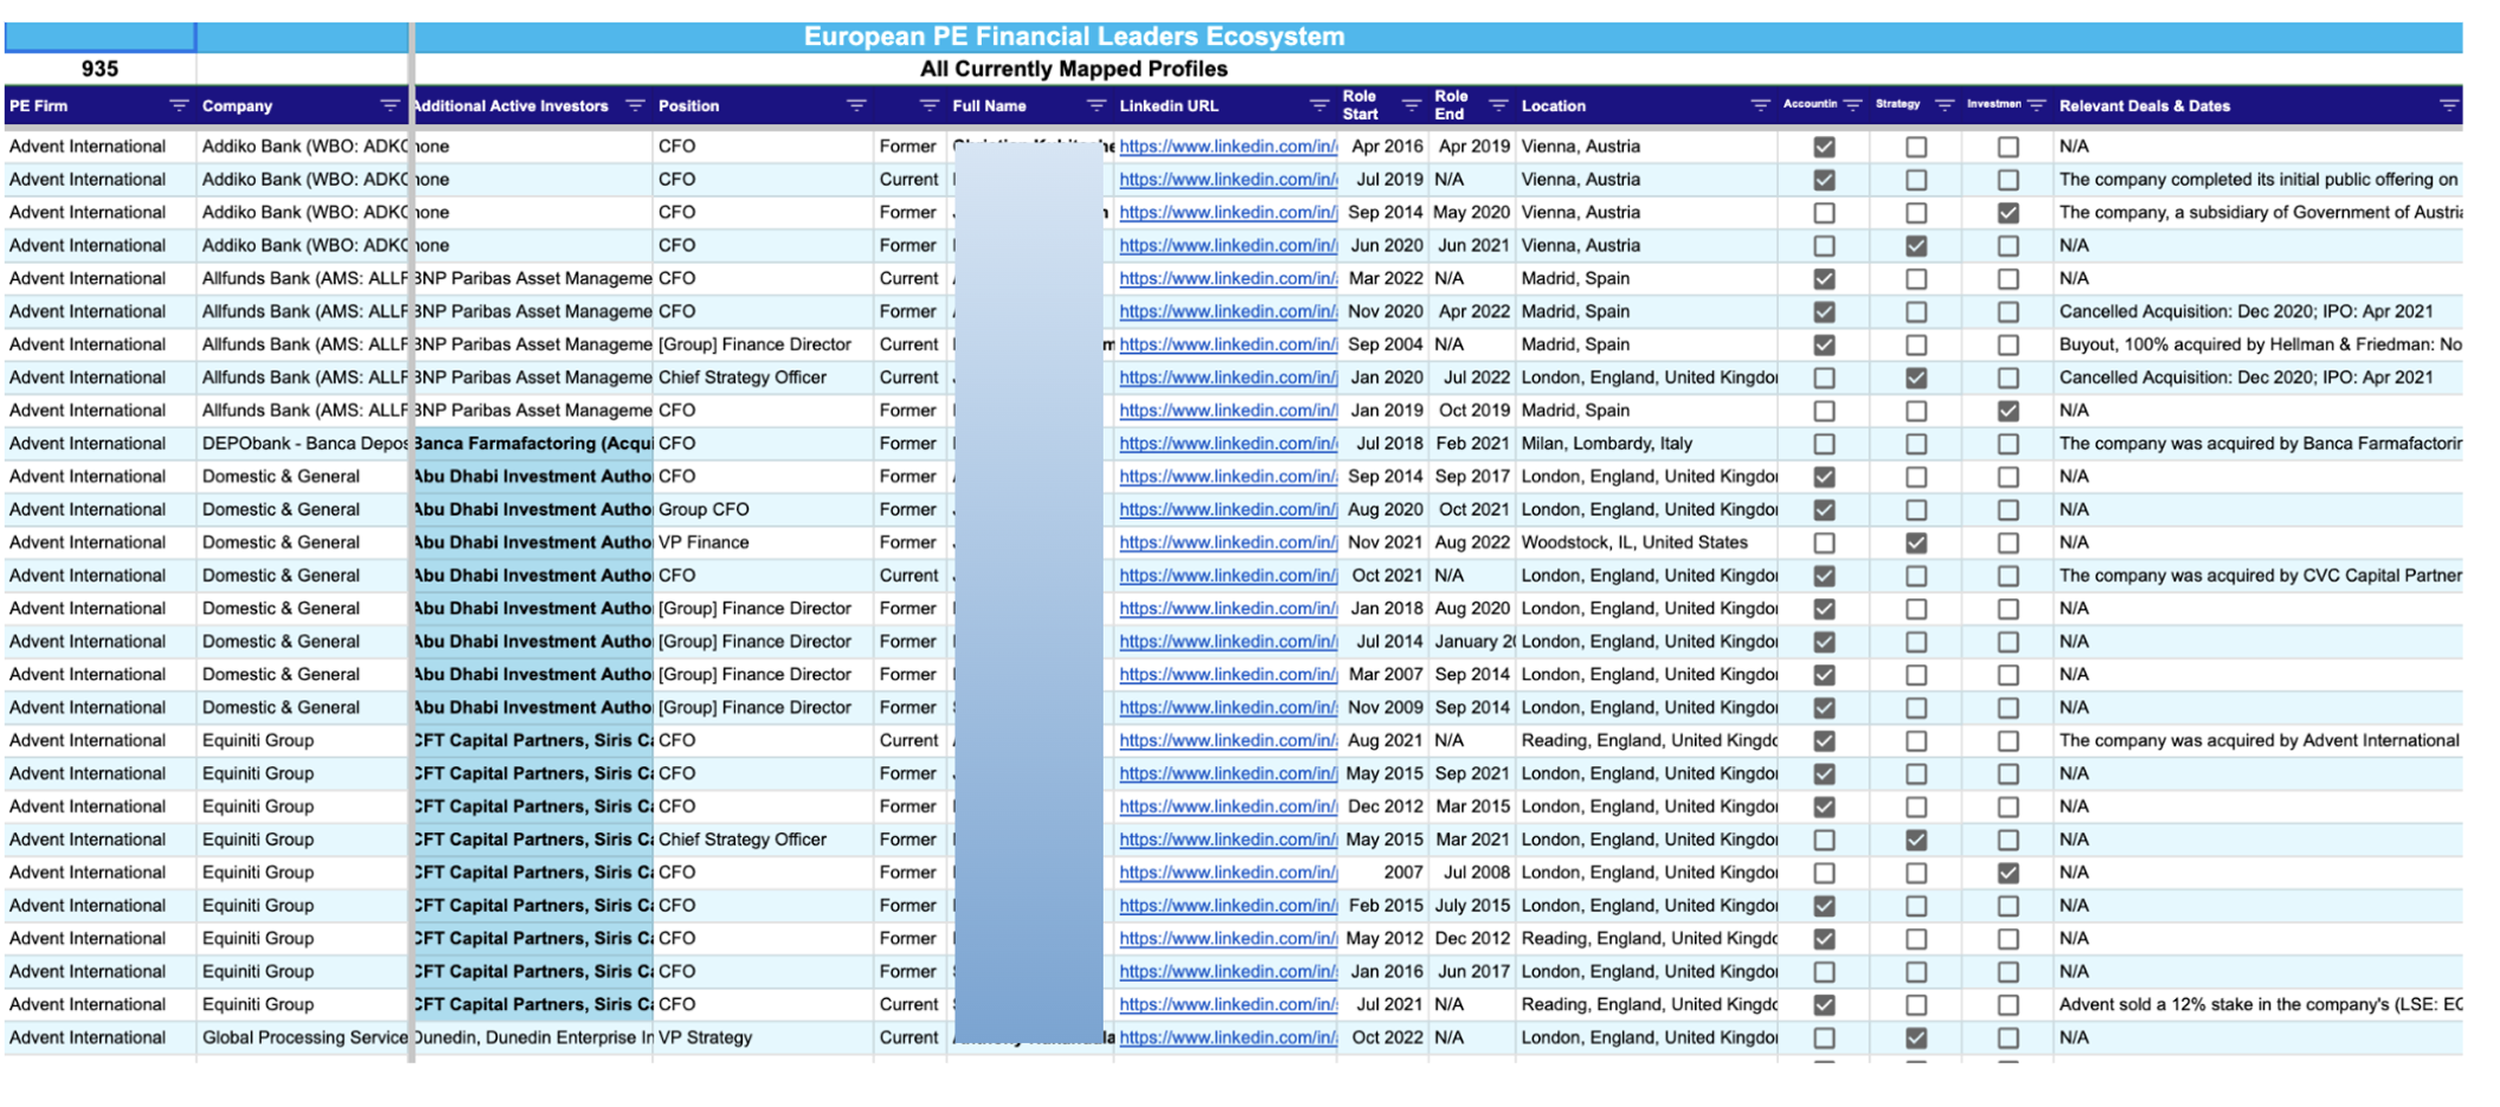 European PE Financial Leaders Ecosystem
935 All Currently Mapped Profiles
PE Firm Company Additional Active Investors Position Full Name Linkedin URL Role Start Role End Location Accountin Strategy Investmen Relevant Deals & Dates
Advent International Addiko Bank (WBO: ADKO none CFO Former https://www.linkedin.com/in/ Apr 2016 Apr 2019 Vienna, Austria N/A
Advent International Addiko Bank (WBO: ADKO none CFO Current https://www.linkedin.com/in/ Jul 2019 N/A Vienna, Austria The company completed its initial public offering on
Advent International Addiko Bank (WBO: ADKO none CFO Former https://www.linkedin.com/in/ Sep 2014 May 2020 Vienna, Austria The company, a subsidiary of Government of Austria
Advent International Addiko Bank (WBO: ADKO none CFO Former https://www.linkedin.com/in/ Jun 2020 Jun 2021 Vienna, Austria N/A
Advent International Allfunds Bank (AMS: ALLF BNP Paribas Asset Manageme CFO Current https://www.linkedin.com/in/ Mar 2022 N/A Madrid, Spain N/A
Advent International Allfunds Bank (AMS: ALLF BNP Paribas Asset Manageme CFO Former https://www.linkedin.com/in/ Nov 2020 Apr 2022 Madrid, Spain Cancelled Acquisition: Dec 2020; IPO: Apr 2021
Advent International Allfunds Bank (AMS: ALLF BNP Paribas Asset Manageme [Group] Finance Director Current https://www.linkedin.com/in/ Sep 2004 N/A Madrid, Spain Buyout, 100% acquired by Hellman & Friedman: No
Advent International Allfunds Bank (AMS: ALLF BNP Paribas Asset Manageme Chief Strategy Officer Current https://www.linkedin.com/in/ Jan 2020 Jul 2022 London, England, United Kingdor Cancelled Acquisition: Dec 2020; IPO: Apr 2021
Advent International Allfunds Bank (AMS: ALLF BNP Paribas Asset Manageme CFO Former https://www.linkedin.com/in/ Jan 2019 Oct 2019 Madrid, Spain N/A
Advent International DEPObank - Banca Depos Banca Farmafactoring (Acqui CFO Former https://www.linkedin.com/in/ Jul 2018 Feb 2021 Milan, Lombardy, Italy The company was acquired by Banca Farmafactorin
Advent International Domestic & General Abu Dhabi Investment Autho CFO Former https://www.linkedin.com/in/ Sep 2014 Sep 2017 London, England, United Kingdor N/A
Advent International Domestic & General Abu Dhabi Investment Autho Group CFO Former https://www.linkedin.com/in/ Aug 2020 Oct 2021 London, England, United Kingdor N/A
Advent International Domestic & General Abu Dhabi Investment Autho VP Finance Former https://www.linkedin.com/in/ Nov 2021 Aug 2022 Woodstock, IL, United States N/A
Advent International Domestic & General Abu Dhabi Investment Autho CFO Current https://www.linkedin.com/in/ Oct 2021 N/A London, England, United Kingdor The company was acquired by CVC Capital Partner
Advent International Domestic & General Abu Dhabi Investment Autho [Group] Finance Director Former https://www.linkedin.com/in/ Jan 2018 Aug 2020 London, England, United Kingdor N/A
Advent International Domestic & General Abu Dhabi Investment Autho [Group] Finance Director Former https://www.linkedin.com/in/ Jul 2014 January 20 London, England, United Kingdor N/A
Advent International Domestic & General Abu Dhabi Investment Autho [Group] Finance Director Former https://www.linkedin.com/in/ Mar 2007 Sep 2014 London, England, United Kingdor N/A
Advent International Domestic & General Abu Dhabi Investment Autho [Group] Finance Director Former https://www.linkedin.com/in/ Nov 2009 Sep 2014 London, England, United Kingdor N/A
Advent International Equiniti Group CFT Capital Partners, Siris Ca CFO Current https://www.linkedin.com/in/ Aug 2021 N/A Reading, England, United Kingdo The company was acquired by Advent International
Advent International Equiniti Group CFT Capital Partners, Siris Ca CFO Former https://www.linkedin.com/in/ May 2015 Sep 2021 London, England, United Kingdor N/A
Advent International Equiniti Group CFT Capital Partners, Siris Ca CFO Former https://www.linkedin.com/in/ Dec 2012 Mar 2015 London, England, United Kingdor N/A
Advent International Equiniti Group CFT Capital Partners, Siris Ca Chief Strategy Officer Former https://www.linkedin.com/in/ May 2015 Mar 2021 London, England, United Kingdor N/A
Advent International Equiniti Group CFT Capital Partners, Siris Ca CFO Former https://www.linkedin.com/in/ 2007 Jul 2008 London, England, United Kingdor N/A
Advent International Equiniti Group CFT Capital Partners, Siris Ca CFO Former https://www.linkedin.com/in/ Feb 2015 July 2015 London, England, United Kingdor N/A
Advent International Equiniti Group CFT Capital Partners, Siris Ca CFO Former https://www.linkedin.com/in/ May 2012 Dec 2012 Reading, England, United Kingdo N/A
Advent International Equiniti Group CFT Capital Partners, Siris Ca CFO Former https://www.linkedin.com/in/ Jan 2016 Jun 2017 London, England, United Kingdor N/A
Advent International Equiniti Group CFT Capital Partners, Siris Ca CFO Current https://www.linkedin.com/in/ Jul 2021 N/A Reading, England, United Kingdo Advent sold a 12% stake in the company's (LSE: EQ
Advent International Global Processing Service Dunedin, Dunedin Enterprise In VP Strategy Current https://www.linkedin.com/in/ Oct 2022 N/A London, England, United Kingdor N/A